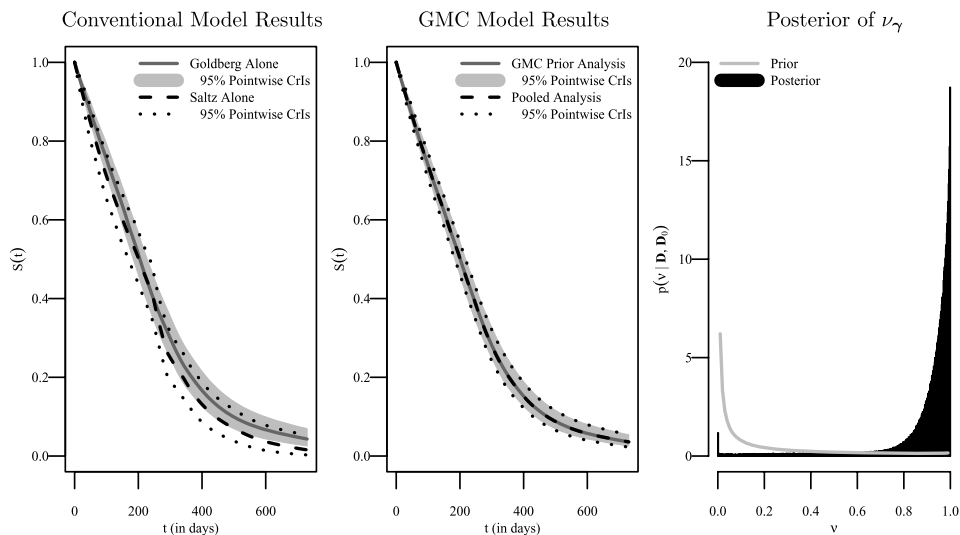 Conventional Model Results
Goldberg Alone
95% Pointwise CrIs
Saltz Alone
95% Pointwise CrIs
S(t)
1.0
0.8
0.6
0.4
0.2
0.0
0 200 400 600
t (in days)
GMC Model Results
GMC Prior Analysis
95% Pointwise CrIs
Pooled Analysis
95% Pointwise CrIs
S(t)
1.0
0.8
0.6
0.4
0.2
0.0
0 200 400 600
t (in days)
Posterior of νγ
Prior
Posterior
p(ν | D, D0)
20
15
10
5
0
0.0 0.2 0.4 0.6 0.8 1.0
ν